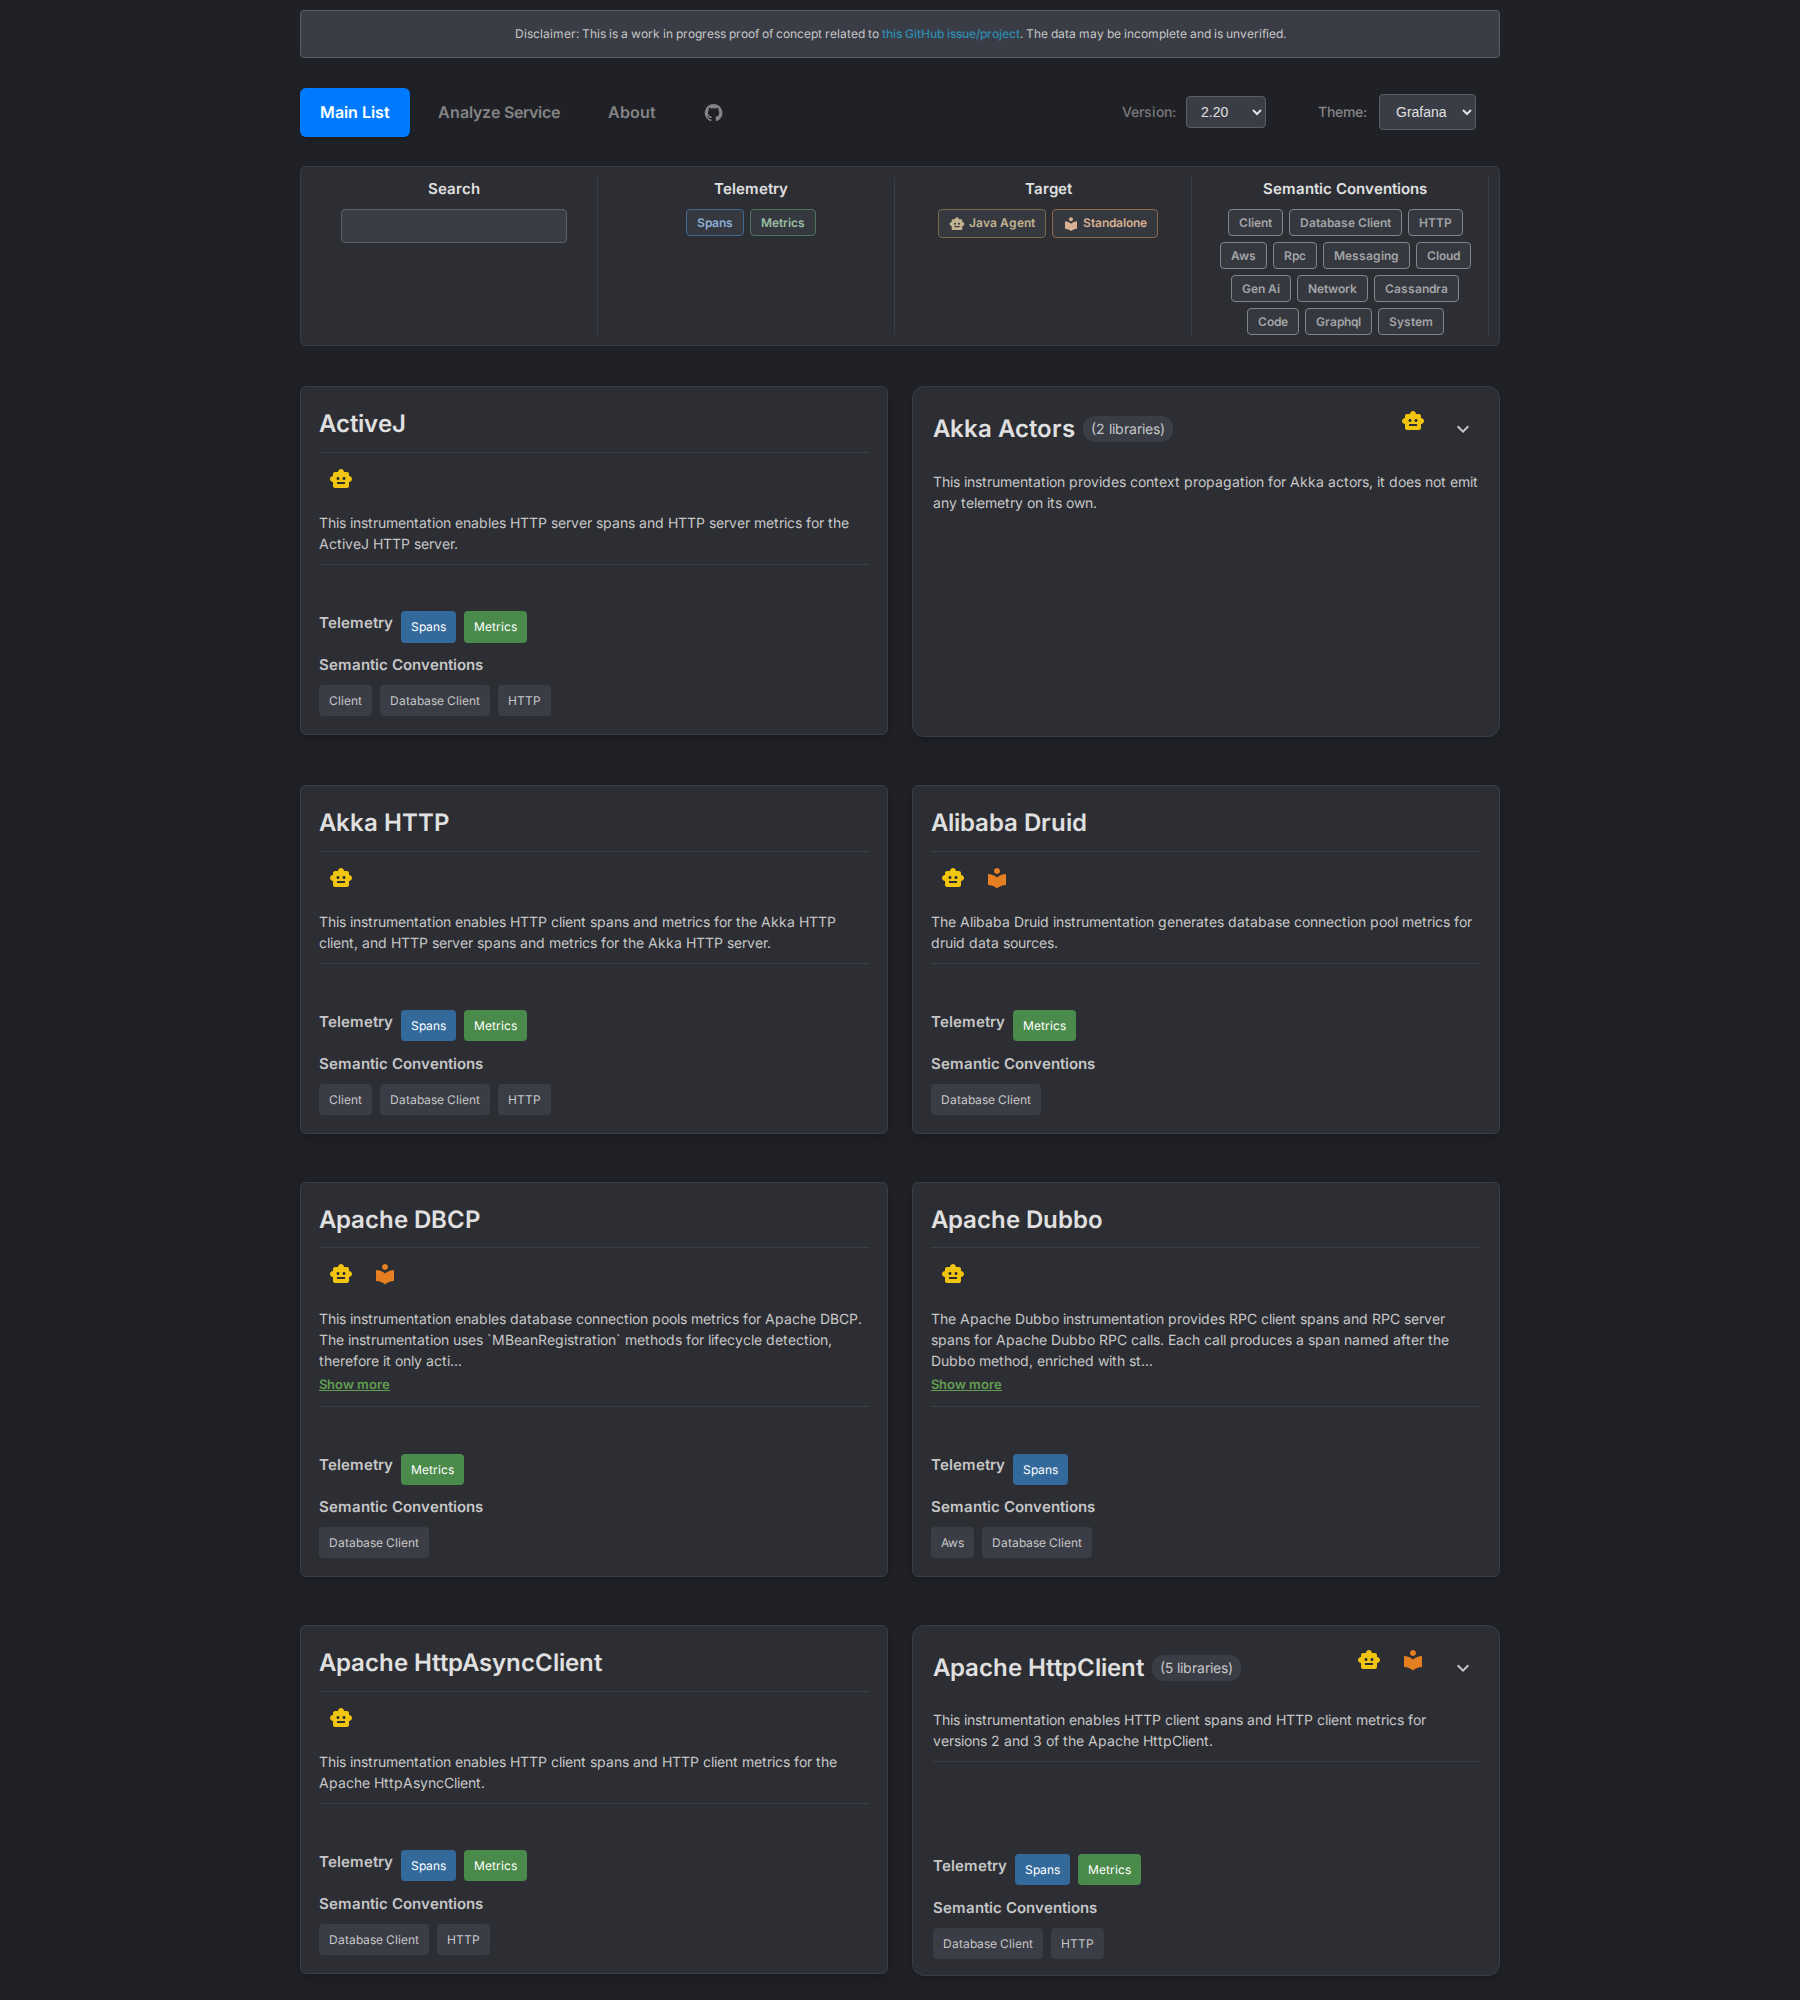 Disclaimer: This is a work in progress proof of concept related to this GitHub issue/project. The data may be incomplete and is unverified.
Main List
Analyze Service
About
Version:
2.20
Theme:
Grafana
Search
Telemetry
Spans
Metrics
Target
Java Agent
Standalone
Semantic Conventions
Client
Database Client
HTTP
Aws
Rpc
Messaging
Cloud
Gen Ai
Network
Cassandra
Code
Graphql
System
ActiveJ
This instrumentation enables HTTP server spans and HTTP server metrics for the
ActiveJ HTTP server.
Telemetry
Spans
Metrics
Semantic Conventions
Client
Database Client
HTTP
Akka Actors
(2 libraries)
This instrumentation provides context propagation for Akka actors, it does not emit
any telemetry on its own.
Akka HTTP
This instrumentation enables HTTP client spans and metrics for the Akka HTTP
client, and HTTP server spans and metrics for the Akka HTTP server.
Telemetry
Spans
Metrics
Semantic Conventions
Client
Database Client
HTTP
Alibaba Druid
The Alibaba Druid instrumentation generates database connection pool metrics for
druid data sources.
Telemetry
Metrics
Semantic Conventions
Database Client
Apache DBCP
This instrumentation enables database connection pools metrics for Apache DBCP.
The instrumentation uses `MBeanRegistration` methods for lifecycle detection,
therefore it only acti...
Show more
Telemetry
Metrics
Semantic Conventions
Database Client
Apache Dubbo
The Apache Dubbo instrumentation provides RPC client spans and RPC server
spans for Apache Dubbo RPC calls. Each call produces a span named after the
Dubbo method, enriched with st...
Show more
Telemetry
Spans
Semantic Conventions
Aws
Database Client
Apache HttpAsyncClient
This instrumentation enables HTTP client spans and HTTP client metrics for the
Apache HttpAsyncClient.
Telemetry
Spans
Metrics
Semantic Conventions
Database Client
HTTP
Apache HttpClient
(5 libraries)
This instrumentation enables HTTP client spans and HTTP client metrics for
versions 2 and 3 of the Apache HttpClient.
Telemetry
Spans
Metrics
Semantic Conventions
Database Client
HTTP